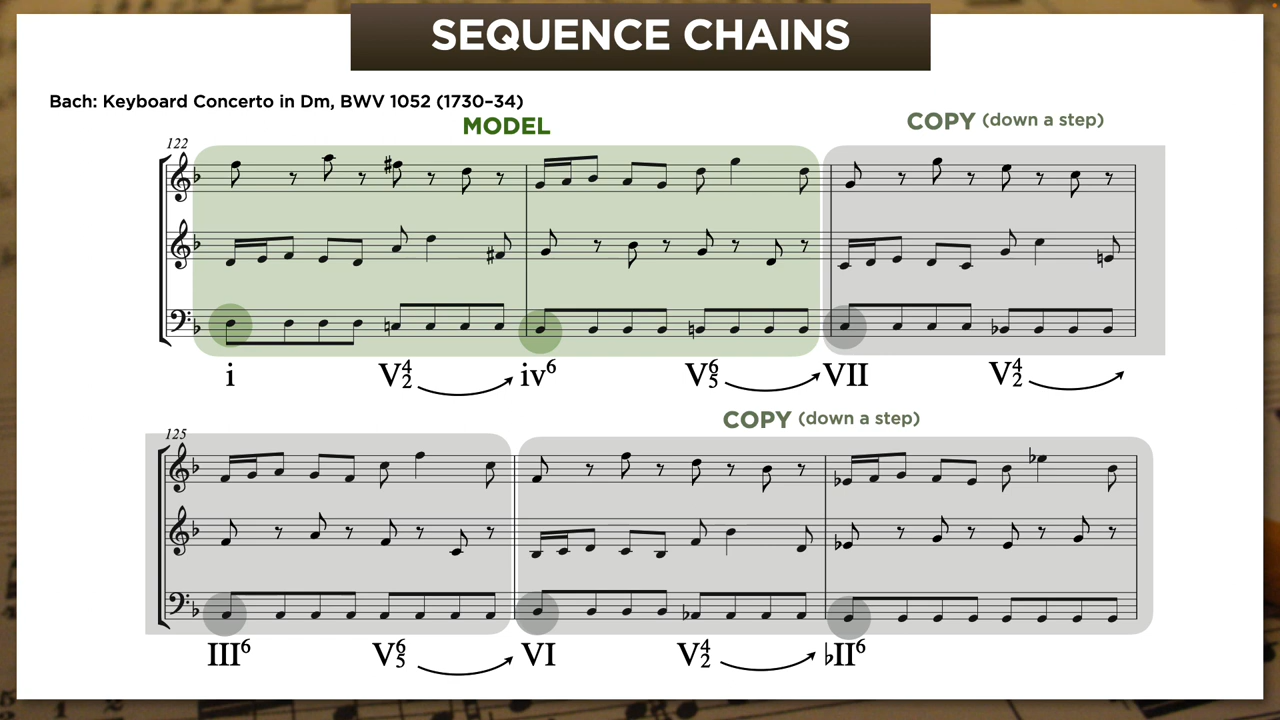 SEQUENCE CHAINS
Bach: Keyboard Concerto in Dm, BWV 1052 (1730–34)
MODEL
COPY (down a step)
122
i V4/2 iv6 V6/5 VII V4/2
COPY (down a step)
125
III6 V6/5 VI V4/2 ♭II6